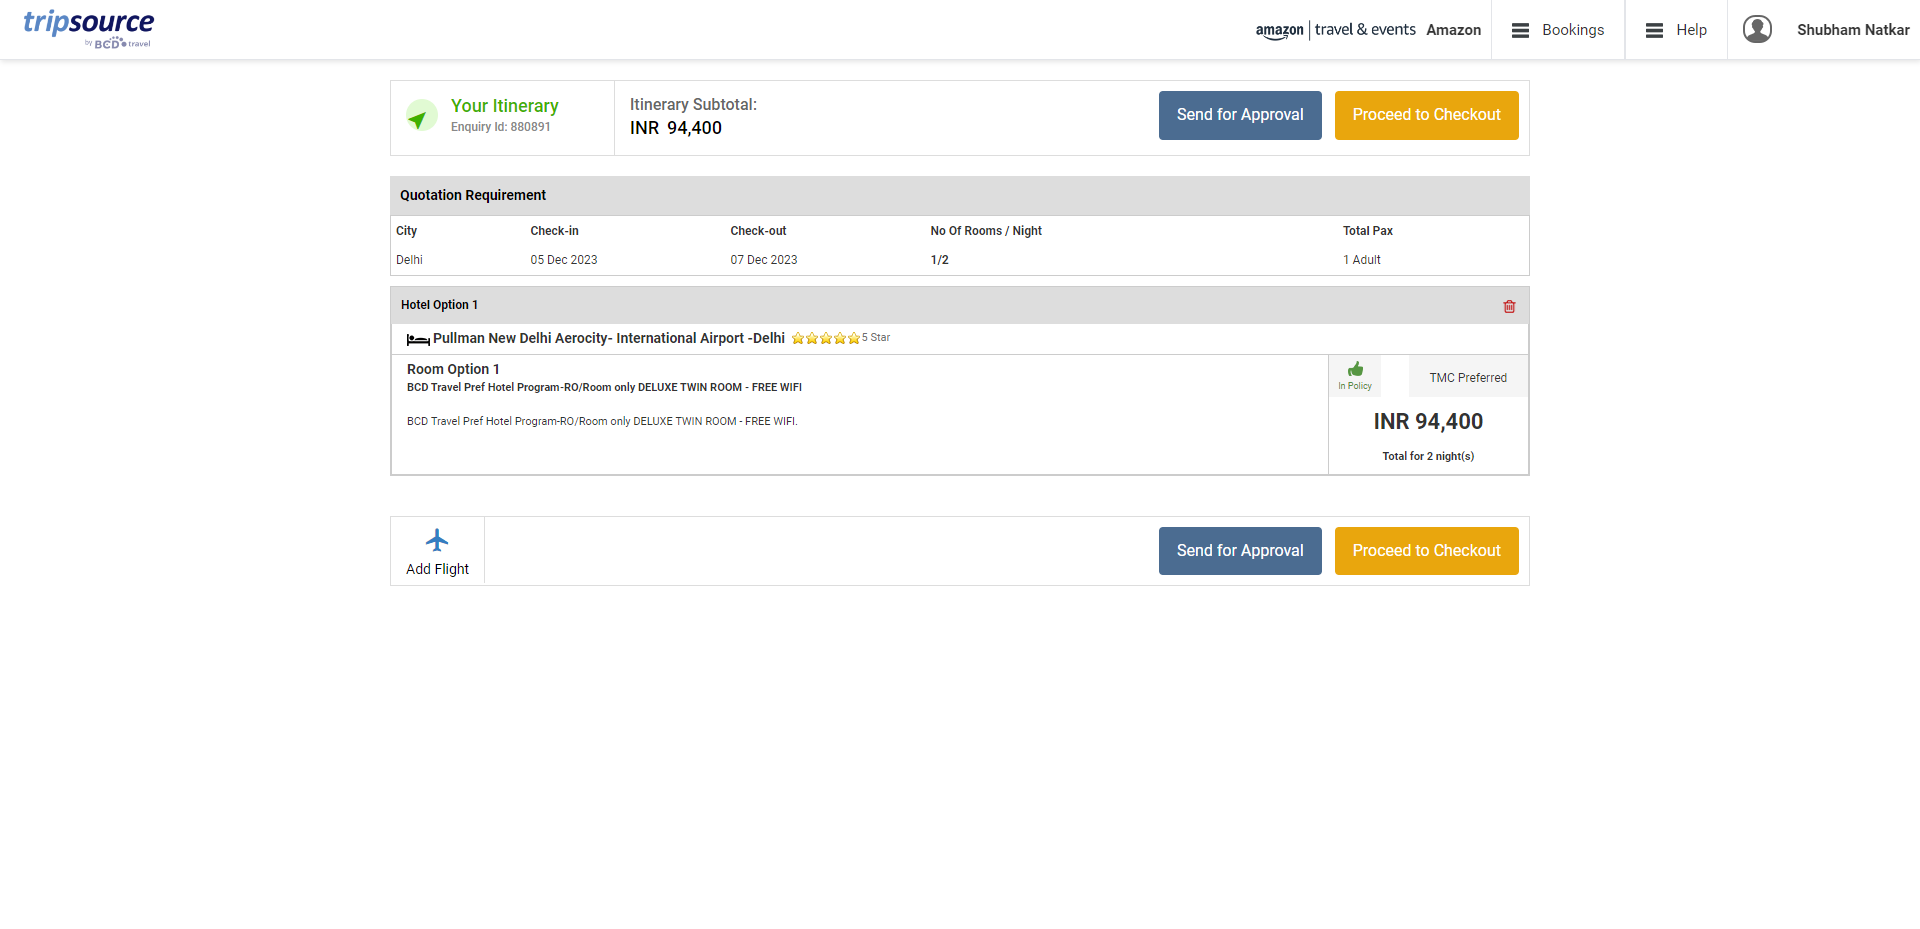 tripsource
by BCD travel
amazon | travel & events Amazon
Bookings
Help
Shubham Natkar
Your Itinerary
Enquiry Id: 880891
Itinerary Subtotal:
INR 94,400
Send for Approval
Proceed to Checkout
Quotation Requirement
City Check-in Check-out No Of Rooms / Night Total Pax
Delhi 05 Dec 2023 07 Dec 2023 1/2 1 Adult
Hotel Option 1
Pullman New Delhi Aerocity- International Airport -Delhi 5 Star
Room Option 1
BCD Travel Pref Hotel Program-RO/Room only DELUXE TWIN ROOM - FREE WIFI
BCD Travel Pref Hotel Program-RO/Room only DELUXE TWIN ROOM - FREE WIFI.
In Policy
TMC Preferred
INR 94,400
Total for 2 night(s)
Add Flight
Send for Approval
Proceed to Checkout